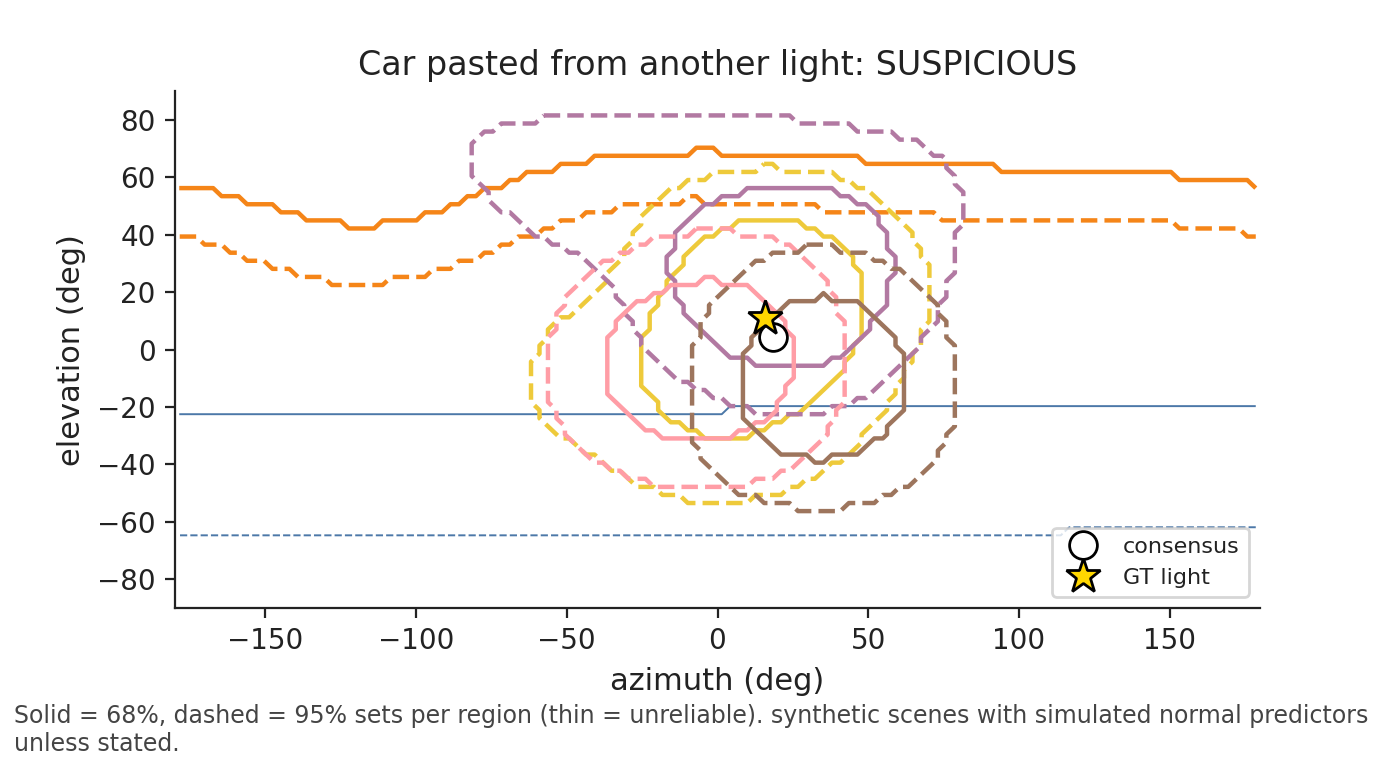 Car pasted from another light: SUSPICIOUS
80
60
40
20
0
−20
−40
−60
−80
elevation (deg)
consensus
GT light
−150
−100
−50
0
50
100
150
azimuth (deg)
Solid = 68%, dashed = 95% sets per region (thin = unreliable). synthetic scenes with simulated normal predictors
unless stated.